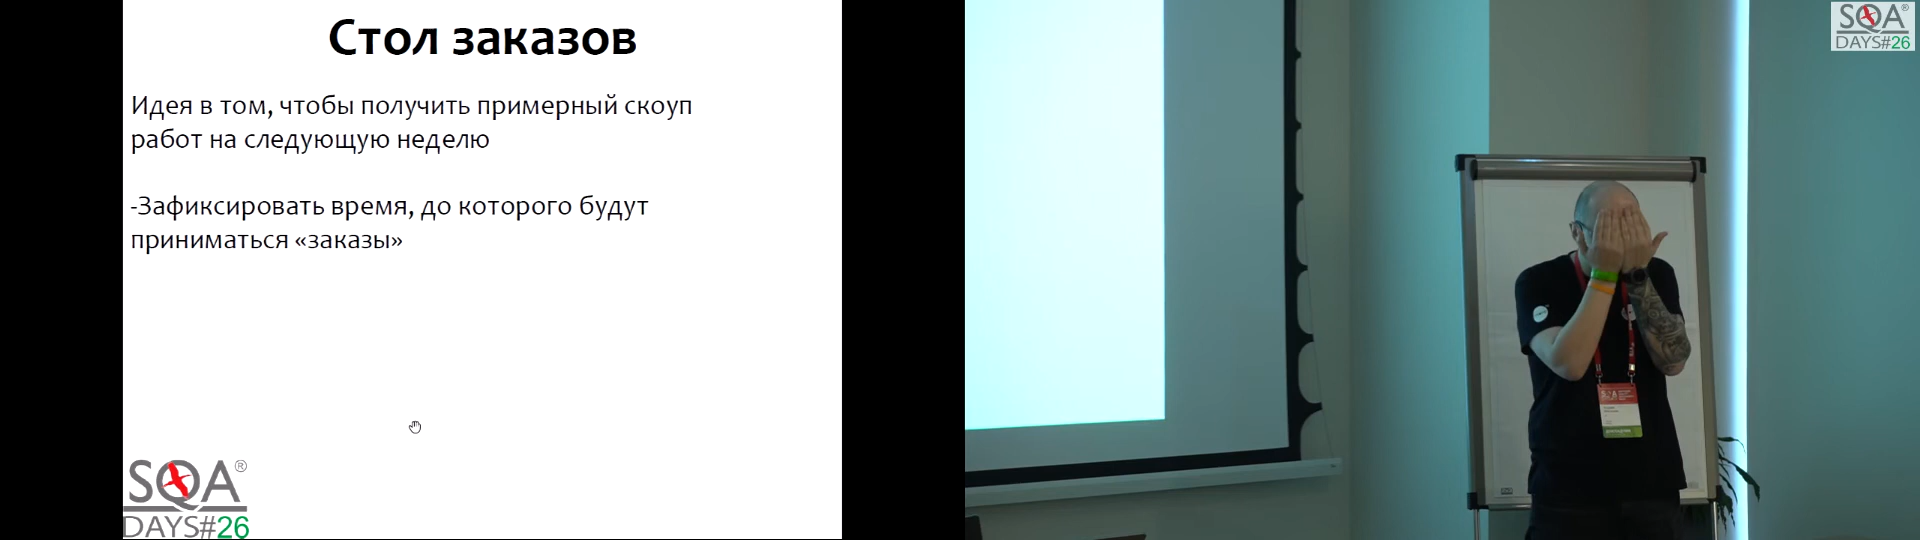 Стол заказов
Идея в том, чтобы получить примерный скоуп
работ на следующую неделю
-Зафиксировать время, до которого будут
приниматься «заказы»
SQA®
DAYS#26
SQA®
DAYS#26
SQA